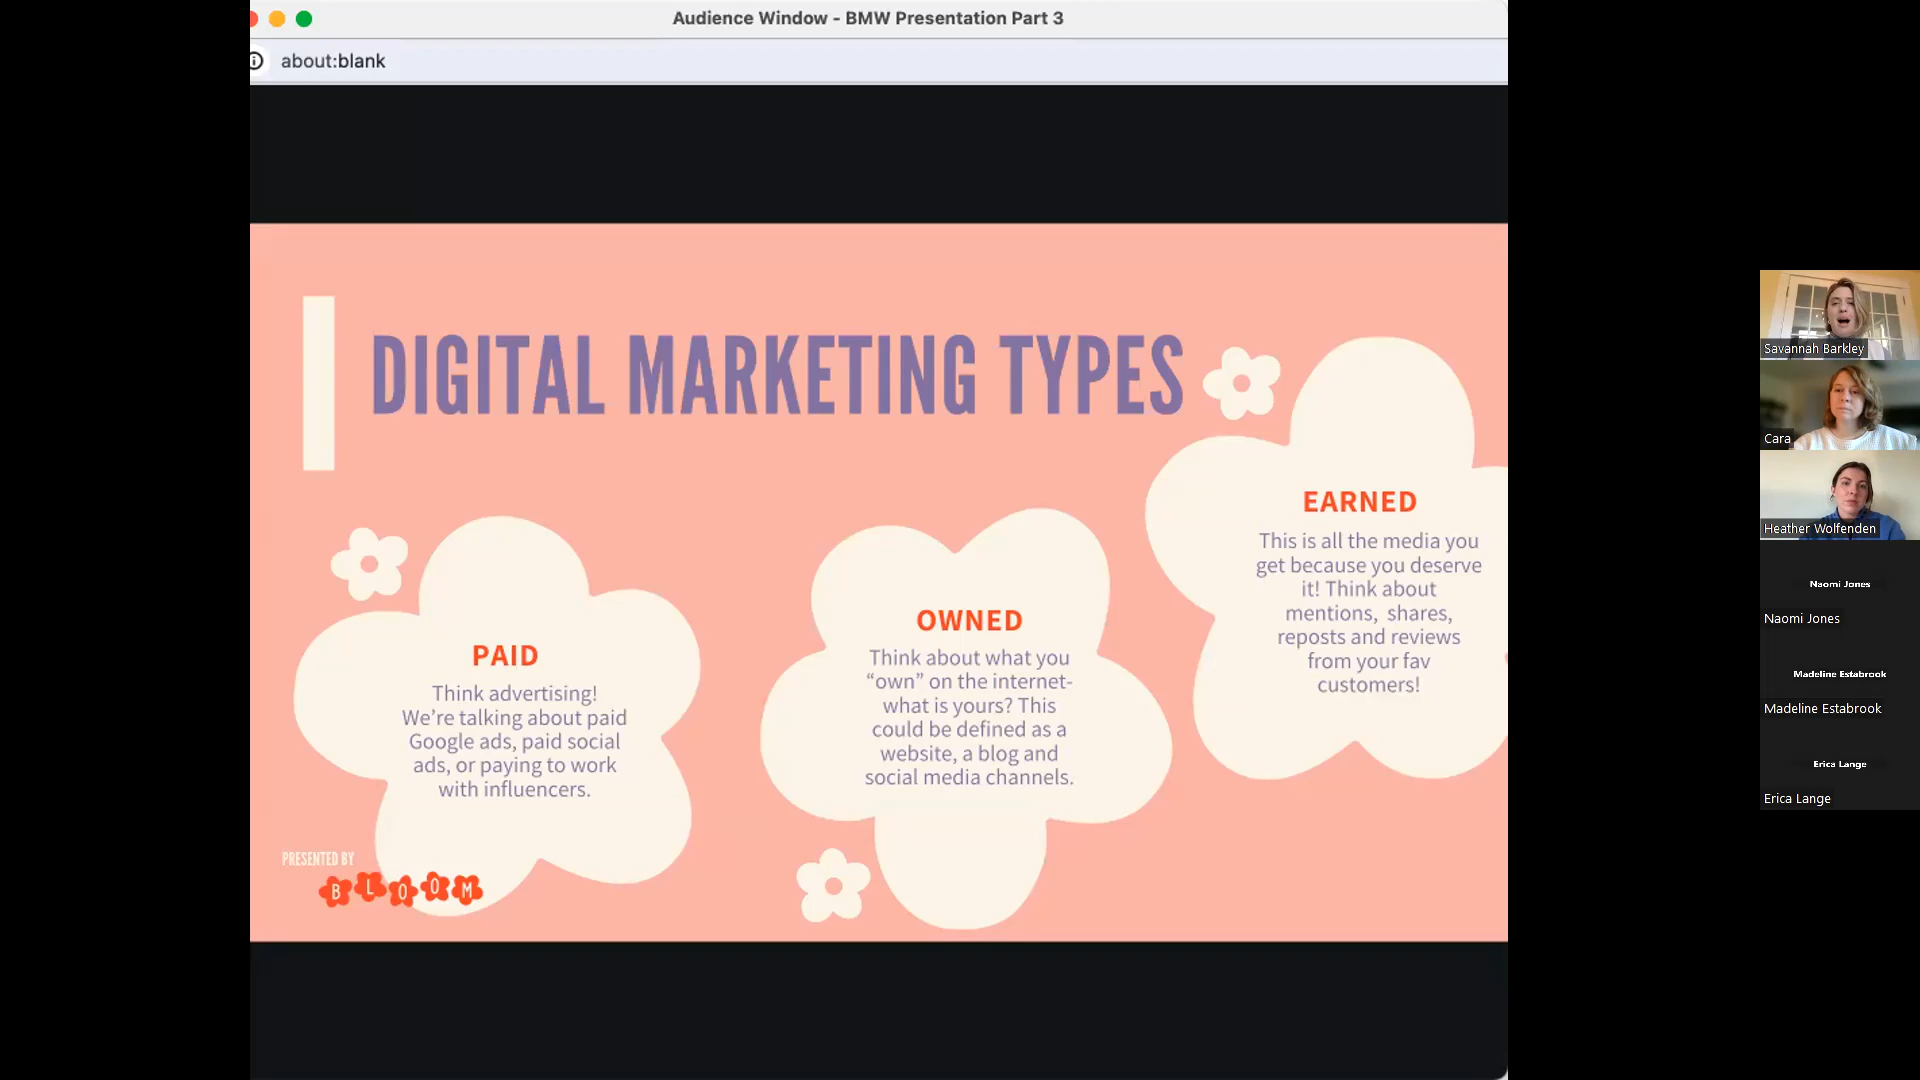 Audience Window - BMW Presentation Part 3
about:blank
DIGITAL MARKETING TYPES
PAID
Think advertising!
We’re talking about paid
Google ads, paid social
ads, or paying to work
with influencers.
OWNED
Think about what you
“own” on the internet-
what is yours? This
could be defined as a
website, a blog and
social media channels.
EARNED
This is all the media you
get because you deserve
it! Think about
mentions, shares,
reposts and reviews
from your fav
customers!
PRESENTED BY
BLOOM
Savannah Barkley
Cara
Heather Wolfenden
Naomi Jones
Naomi Jones
Madeline Estabrook
Madeline Estabrook
Erica Lange
Erica Lange